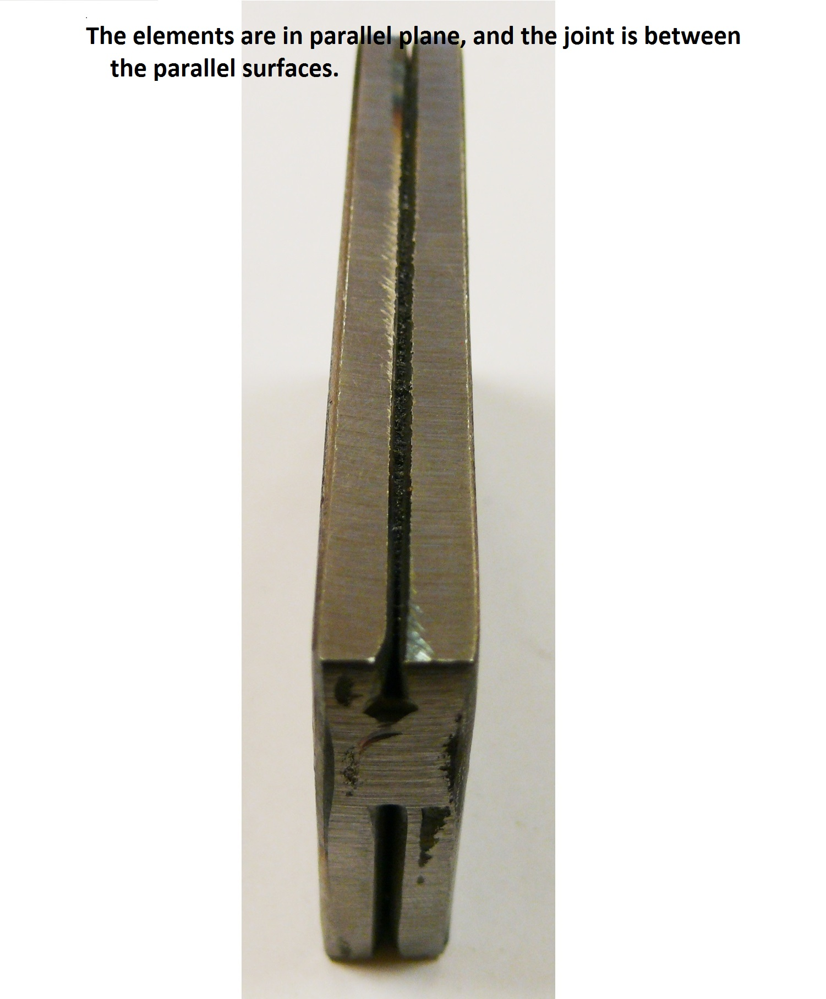 The elements are in parallel plane, and the joint is between
the parallel surfaces.